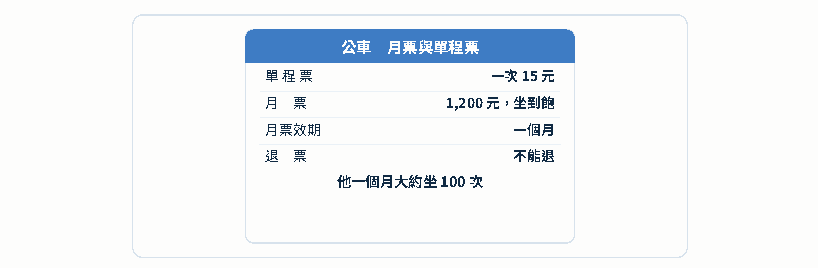 公車　月票與單程票
單 程 票　一次 15 元
月　票　1,200 元，坐到飽
月票效期　一個月
退　票　不能退
他一個月大約坐 100 次